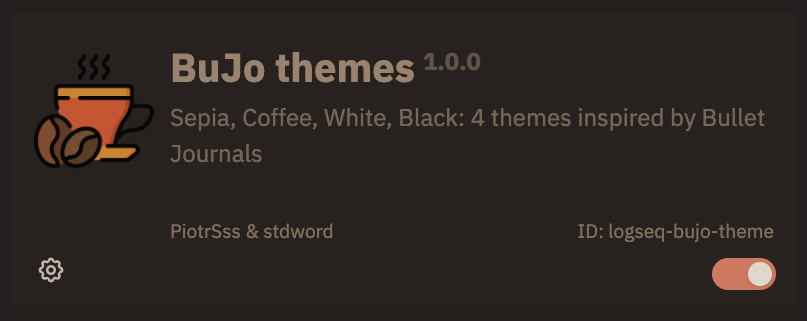 BuJo themes 1.0.0
Sepia, Coffee, White, Black: 4 themes inspired by Bullet
Journals
PiotrSss & stdword
ID: logseq-bujo-theme